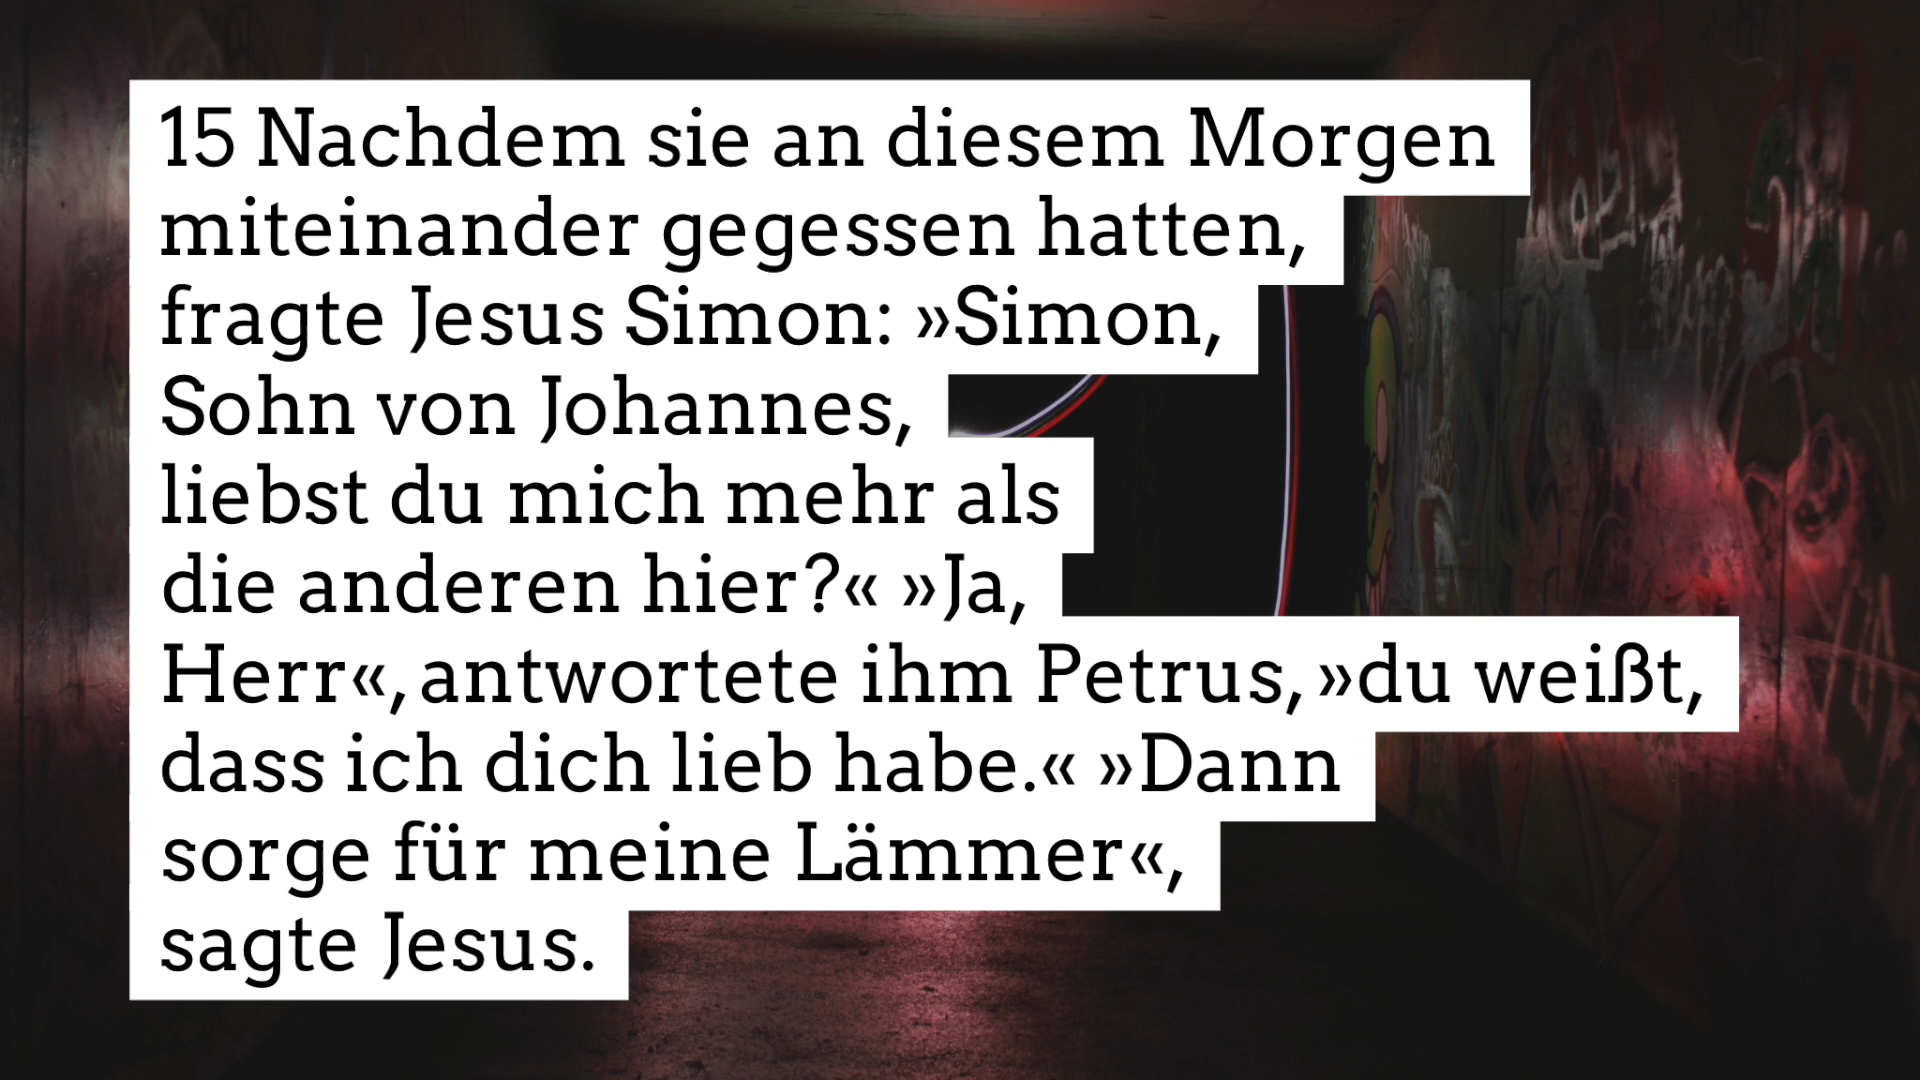 15 Nachdem sie an diesem Morgen
miteinander gegessen hatten,
fragte Jesus Simon: »Simon,
Sohn von Johannes,
liebst du mich mehr als
die anderen hier?« »Ja,
Herr«, antwortete ihm Petrus, »du weißt,
dass ich dich lieb habe.« »Dann
sorge für meine Lämmer«,
sagte Jesus.